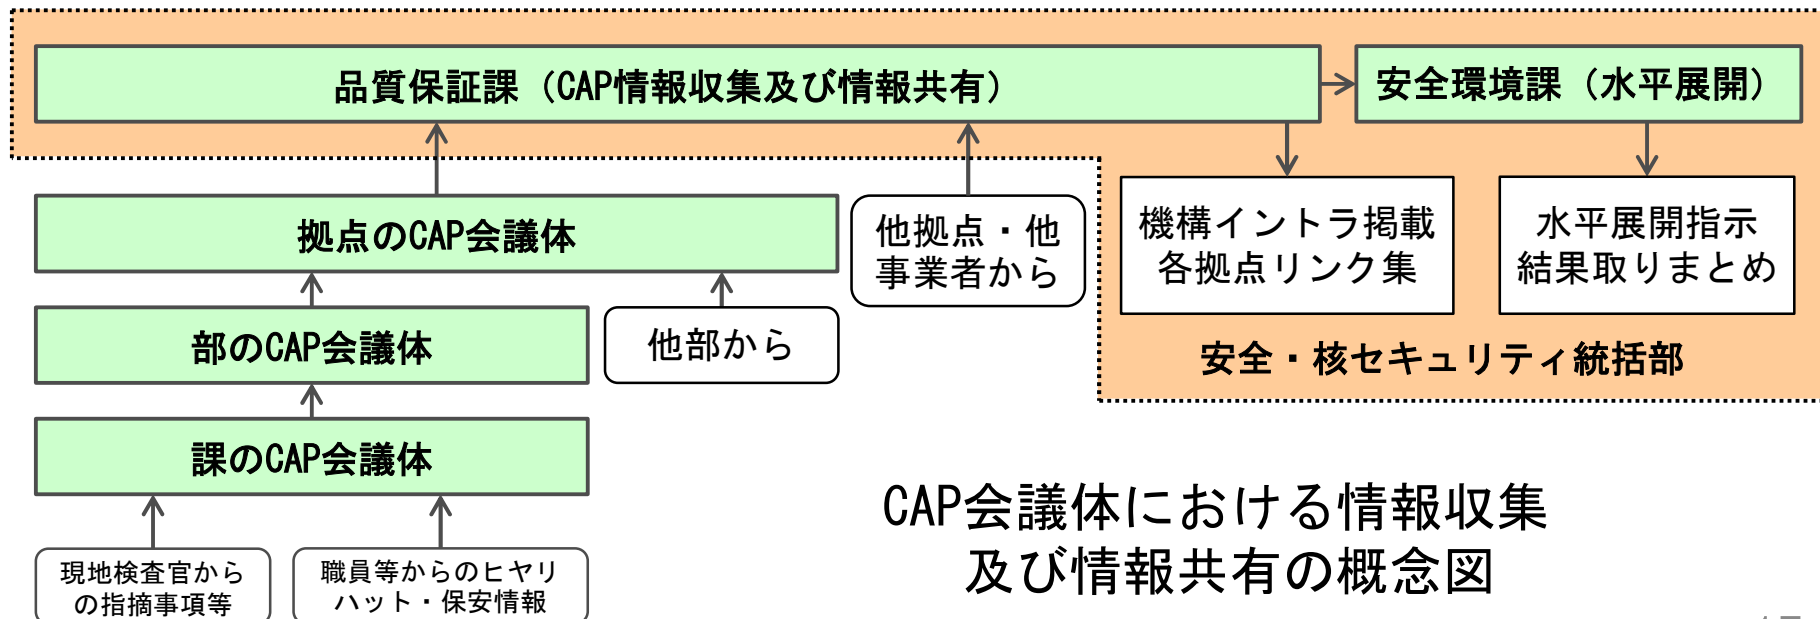 品質保証課（CAP情報収集及び情報共有）
安全環境課（水平展開）
拠点のCAP会議体
他拠点・他
事業者から
機構イントラ掲載
各拠点リンク集
水平展開指示
結果取りまとめ
部のCAP会議体
他部から
安全・核セキュリティ統括部
課のCAP会議体
CAP会議体における情報収集
及び情報共有の概念図
現地検査官から
の指摘事項等
職員等からのヒヤリ
ハット・保安情報